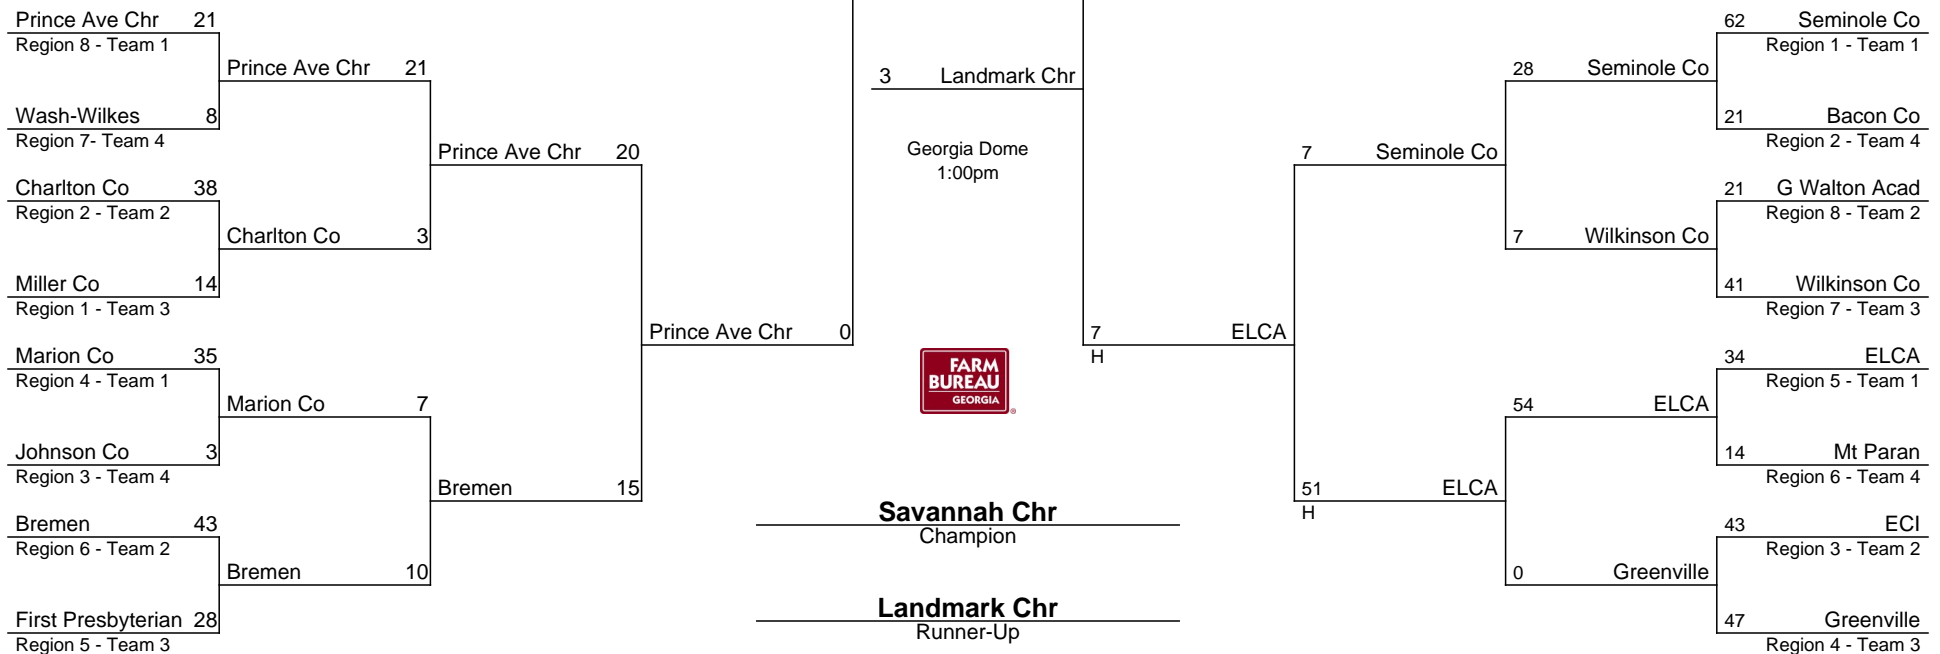 Prince Ave Chr 21
Region 8 - Team 1
Wash-Wilkes 8
Region 7- Team 4
Charlton Co 38
Region 2 - Team 2
Miller Co 14
Region 1 - Team 3
Marion Co 35
Region 4 - Team 1
Johnson Co 3
Region 3 - Team 4
Bremen 43
Region 6 - Team 2
First Presbyterian 28
Region 5 - Team 3
Prince Ave Chr 21
Charlton Co 3
Marion Co 7
Bremen 10
Prince Ave Chr 20
Bremen 15
Prince Ave Chr 0
3 Landmark Chr
Georgia Dome
1:00pm
FARM
BUREAU
GEORGIA
®
Savannah Chr
Champion
Landmark Chr
Runner-Up
7 ELCA
H
7 Seminole Co
51 ELCA
H
28 Seminole Co
7 Wilkinson Co
54 ELCA
0 Greenville
62 Seminole Co
Region 1 - Team 1
21 Bacon Co
Region 2 - Team 4
21 G Walton Acad
Region 8 - Team 2
41 Wilkinson Co
Region 7 - Team 3
34 ELCA
Region 5 - Team 1
14 Mt Paran
Region 6 - Team 4
43 ECI
Region 3 - Team 2
47 Greenville
Region 4 - Team 3